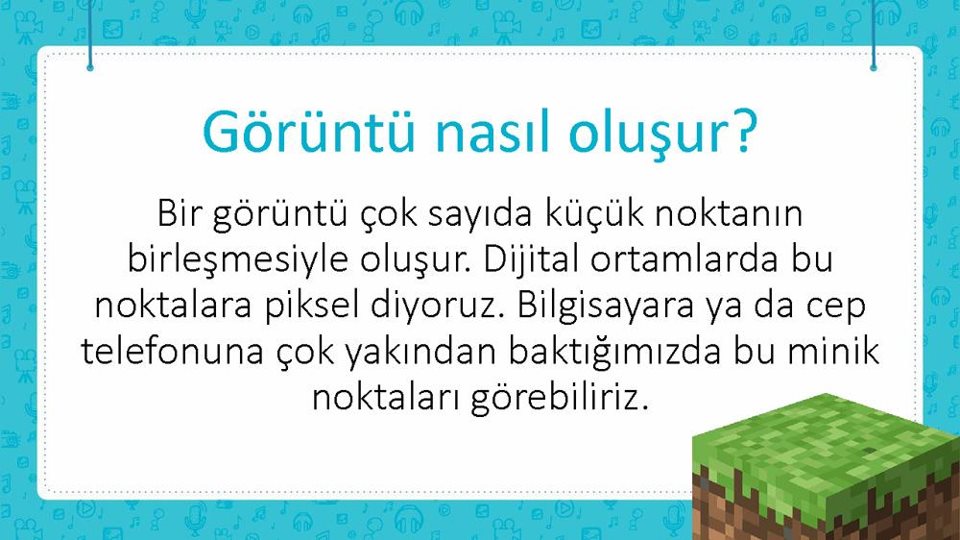 Görüntü nasıl oluşur?
Bir görüntü çok sayıda küçük noktanın
birleşmesiyle oluşur. Dijital ortamlarda bu
noktalara piksel diyoruz. Bilgisayara ya da cep
telefonuna çok yakından baktığımızda bu minik
noktaları görebiliriz.